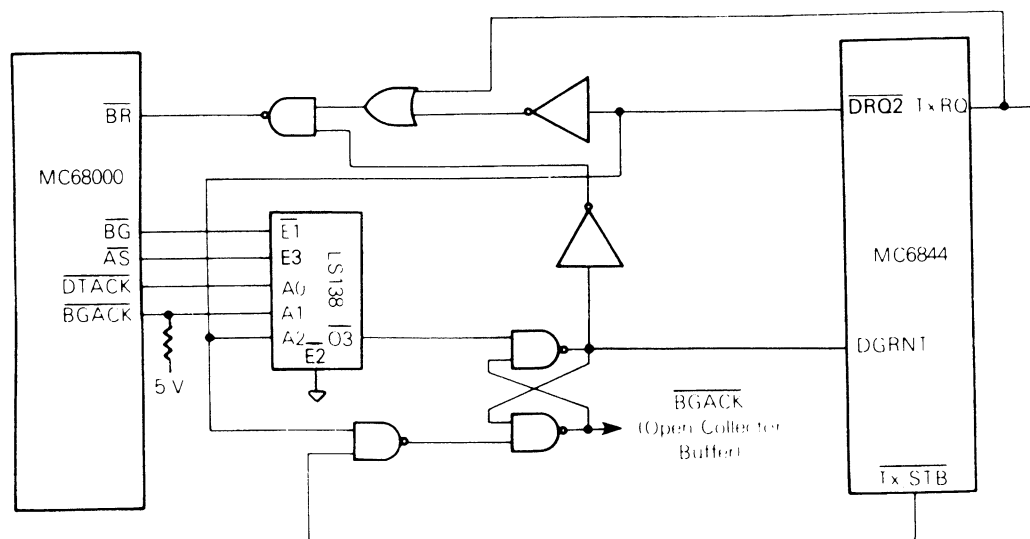 BR
DRQ2 TxRQ
MC68000
BG
E1
AS
E3
DTACK
A0
LS138
MC6844
BGACK
A1
A2
O3
E2
DGRNT
5 V
BGACK
(Open Collector
Buffer)
Tx STB